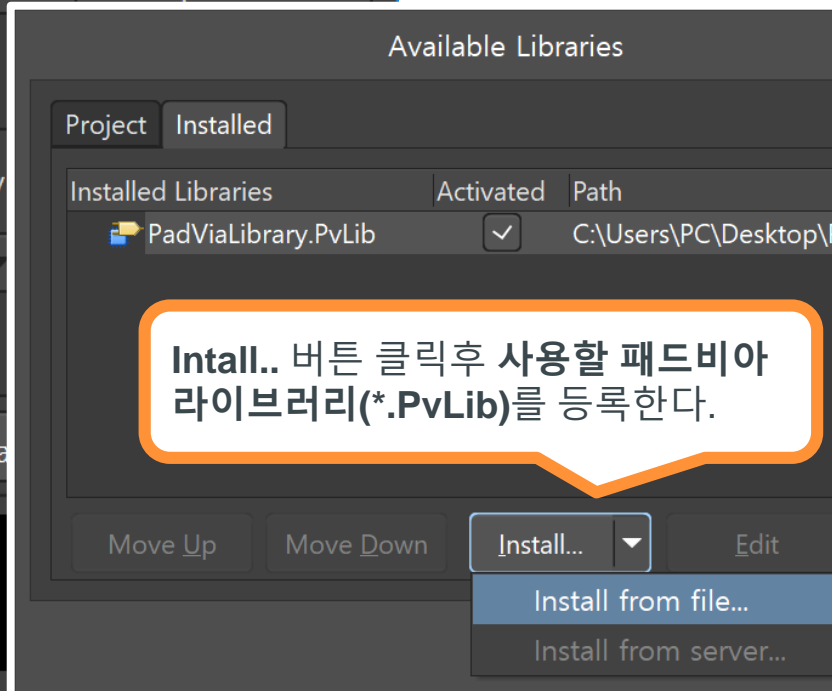 Available Libraries
Project Installed
Installed Libraries Activated Path
PadViaLibrary.PvLib C:\Users\PC\Desktop\
Intall.. 버튼 클릭후 사용할 패드비아
라이브러리(*.PvLib)를 등록한다.
Move Up Move Down Install... Edit
Install from file...
Install from server...